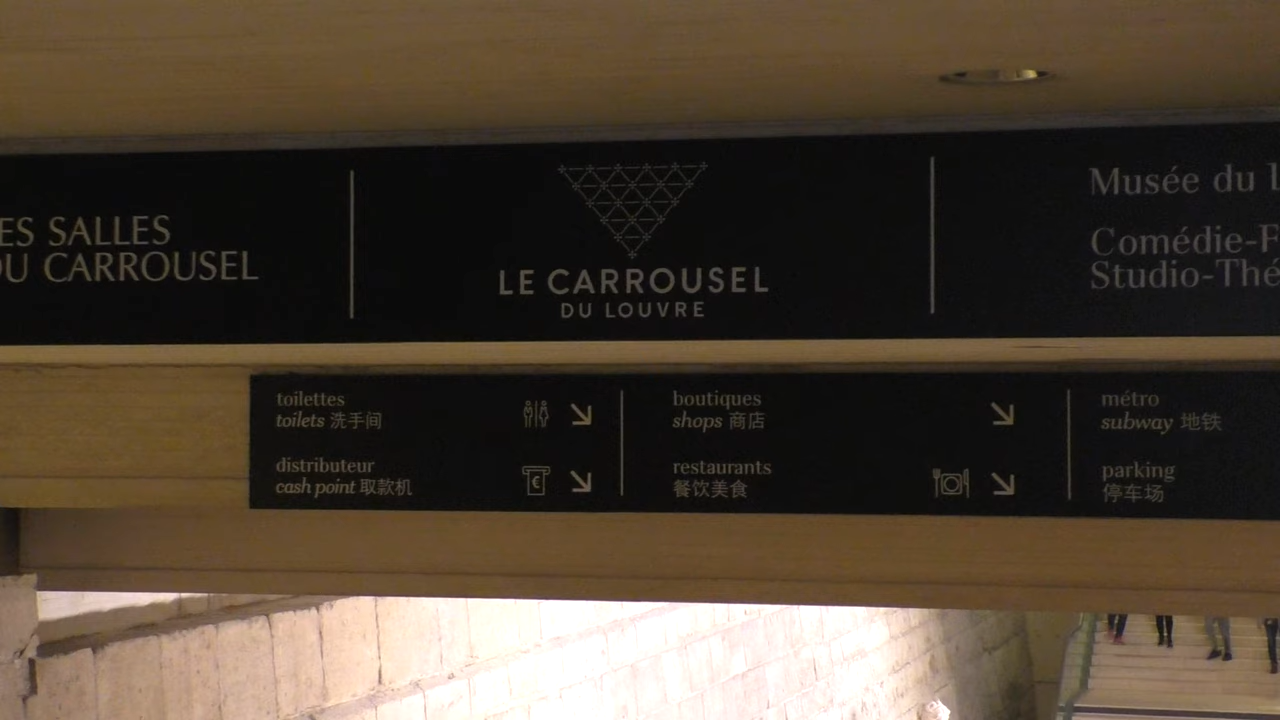 ES SALLES
DU CARROUSEL
LE CARROUSEL
DU LOUVRE
Musée du
Comédie-F
Studio-Thé
toilettes
toilets 洗手间
distributeur
cash point 取款机
boutiques
shops 商店
restaurants
餐饮美食
métro
subway 地铁
parking
停车场